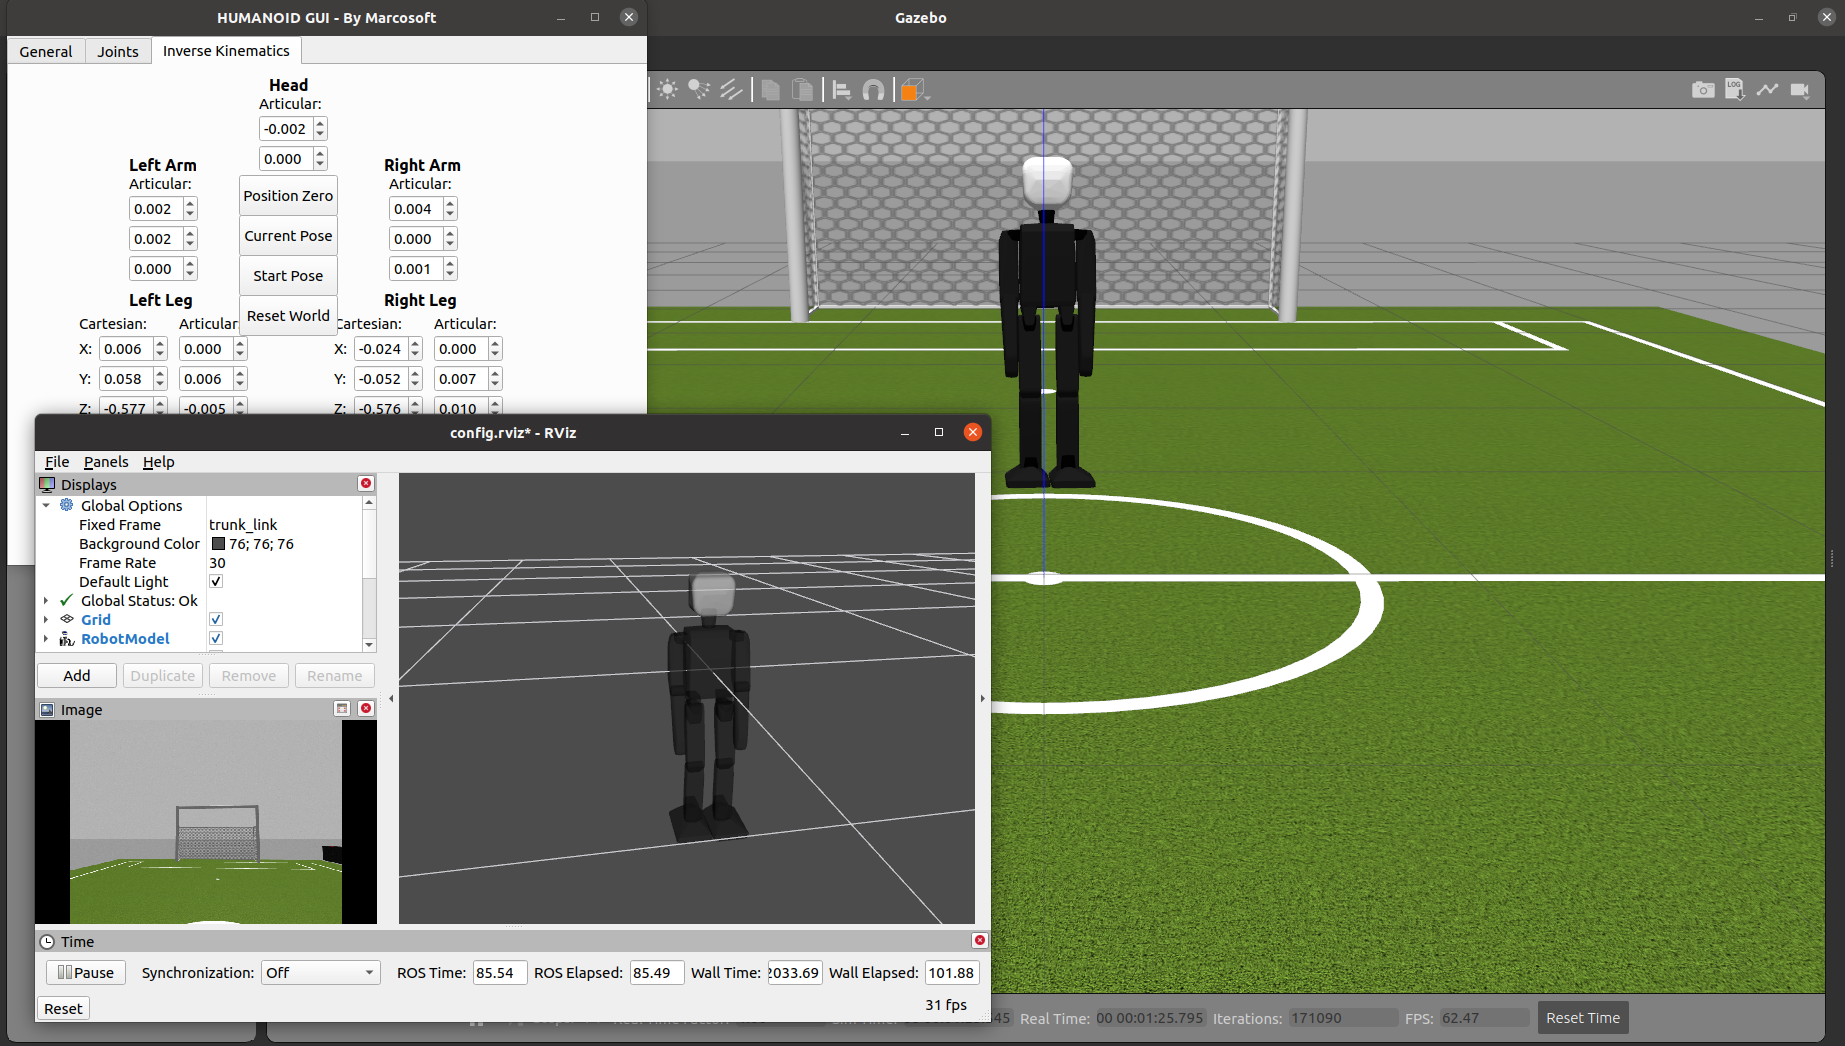 HUMANOID GUI - By Marcosoft
Gazebo
General Joints Inverse Kinematics
Head
Articular:
-0.002
0.000
Left Arm
Articular:
0.002
0.002
0.000
Position Zero
Current Pose
Start Pose
Reset World
Right Arm
Articular:
0.004
0.000
0.001
Left Leg
Cartesian: Articular:
X: 0.006 0.000
Y: 0.058 0.006
Z: -0.577 -0.005
Right Leg
Cartesian: Articular:
X: -0.024 0.000
Y: -0.052 0.007
Z: -0.576 0.010
LOG
config.rviz* - RViz
File Panels Help
Displays
Global Options
Fixed Frame trunk_link
Background Color 76; 76; 76
Frame Rate 30
Default Light
Global Status: Ok
Grid
RobotModel
Add Duplicate Remove Rename
Image
Time
Pause Synchronization: Off ROS Time: 85.54 ROS Elapsed: 85.49 Wall Time: 2033.69 Wall Elapsed: 101.88
Reset 31 fps
45 Real Time: 00 00:01:25.795 Iterations: 171090 FPS: 62.47 Reset Time